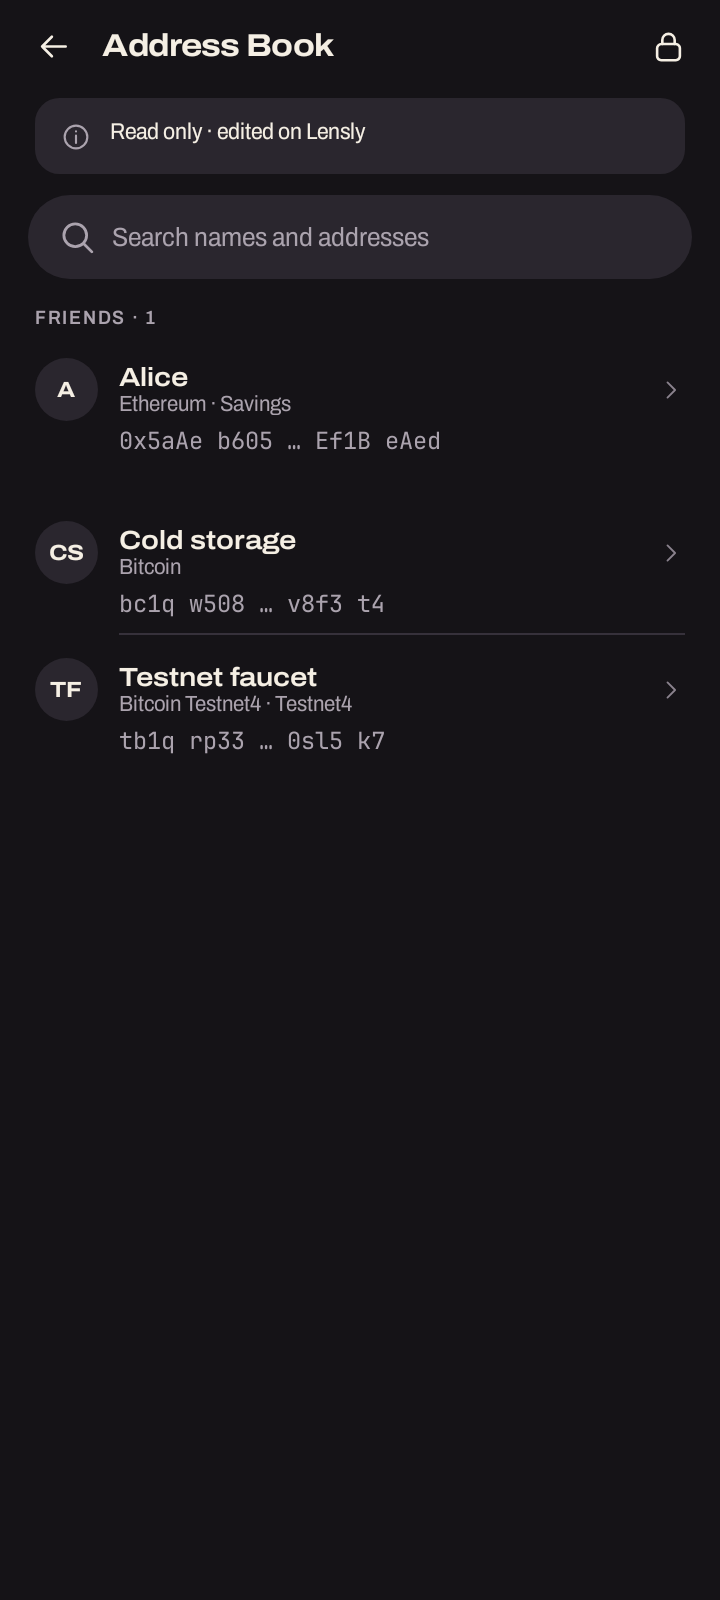 Address Book
Read only · edited on Lensly
Search names and addresses
FRIENDS · 1
A
Alice
Ethereum · Savings
0x5aAe b605 … Ef1B eAed
CS
Cold storage
Bitcoin
bc1q w508 … v8f3 t4
TF
Testnet faucet
Bitcoin Testnet4 · Testnet4
tb1q rp33 … 0sl5 k7